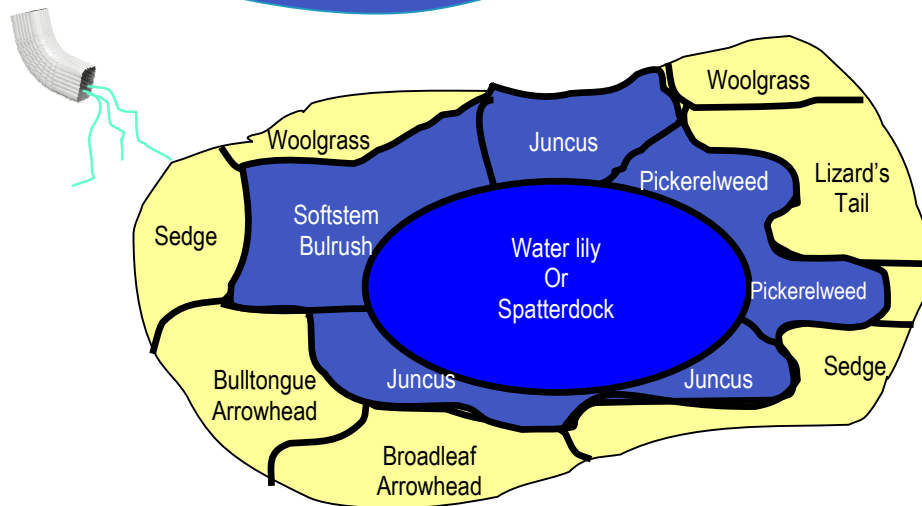 Woolgrass
Woolgrass
Juncus
Pickerelweed
Lizard's
Tail
Softstem
Bulrush
Sedge
Water lily
Or
Spatterdock
Pickerelweed
Sedge
Juncus
Juncus
Bulltongue
Arrowhead
Broadleaf
Arrowhead